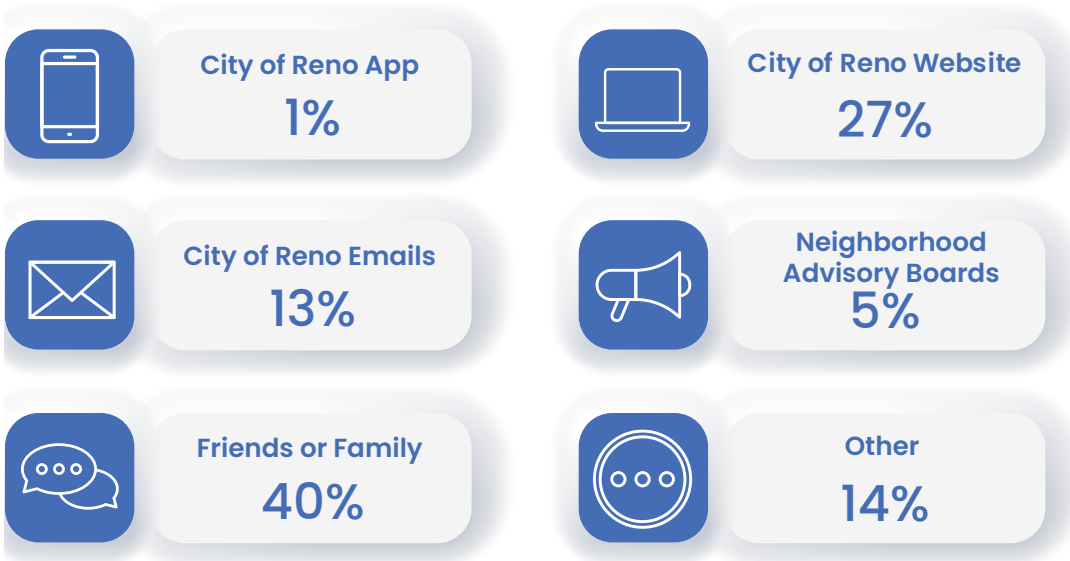 City of Reno App
1%
City of Reno Website
27%
City of Reno Emails
13%
Neighborhood
Advisory Boards
5%
Friends or Family
40%
Other
14%